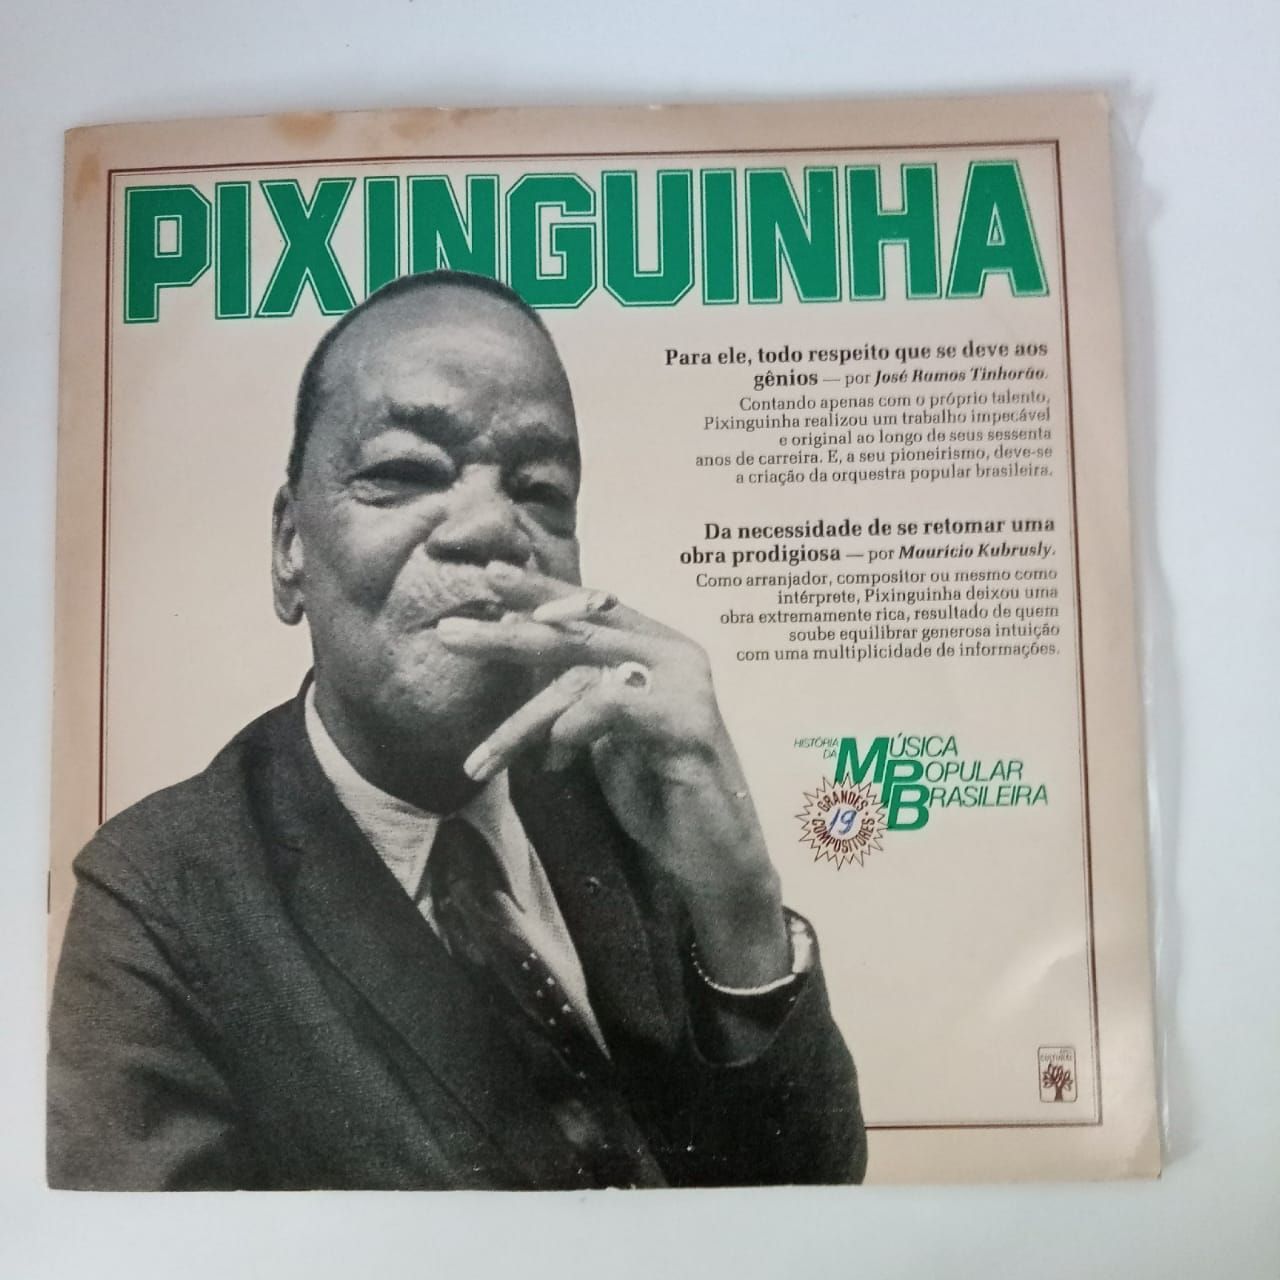 PIXINGUINHA
Para ele, todo respeito que se deve aos
gênios — por José Ramos Tinhorão.
Contando apenas com o próprio talento,
Pixinguinha realizou um trabalho impecável
e original ao longo de seus sessenta
anos de carreira. E, a seu pioneirismo, deve-se
a criação da orquestra popular brasileira.
Da necessidade de se retomar uma
obra prodigiosa — por Maurício Kubrusly.
Como arranjador, compositor ou mesmo como
intérprete, Pixinguinha deixou uma
obra extremamente rica, resultado de quem
soube equilibrar generosa intuição
com uma multiplicidade de informações.
HISTÓRIA
DA
MÚSICA
POPULAR
BRASILEIRA
GRANDES
19
COMPOSITORES
CULTURAL